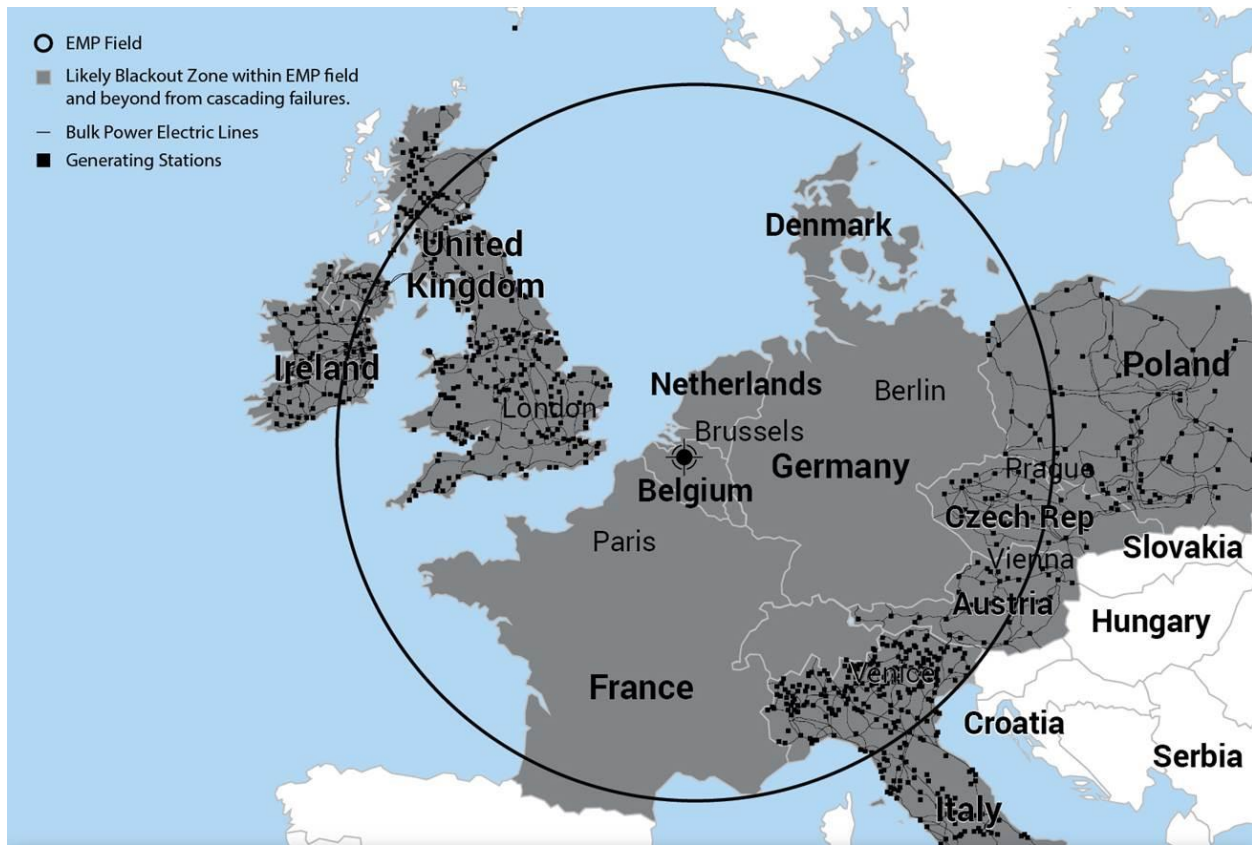 EMP Field
Likely Blackout Zone within EMP field
and beyond from cascading failures.
Bulk Power Electric Lines
Generating Stations
Denmark
United
Kingdom
Ireland
Poland
Netherlands
Berlin
London
Brussels
Germany
Prague
Belgium
Czech Rep
Paris
Slovakia
Vienna
Austria
Hungary
Venice
France
Croatia
Serbia
Italy